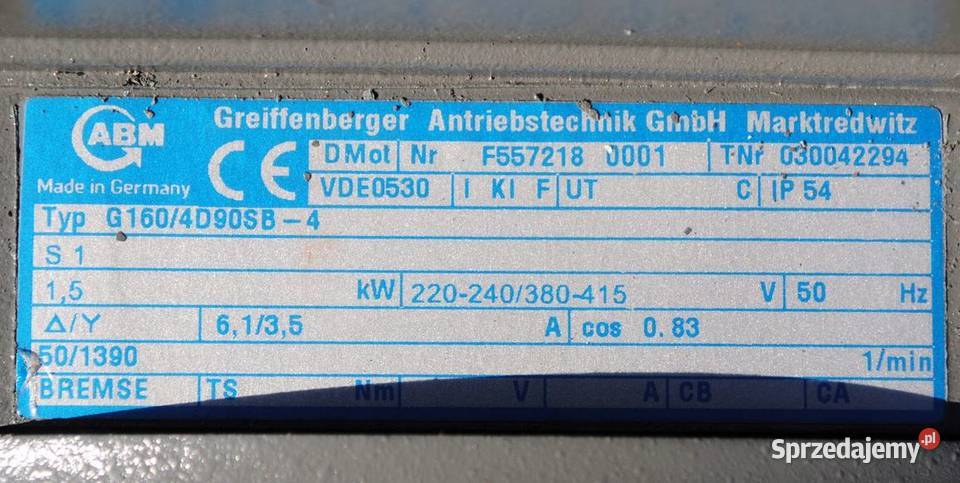 ABM
Greiffenberger Antriebstechnik GmbH Marktredwitz
Made in Germany
CE
DMot Nr F557218 0001 T-Nr 030042294
VDE0530 I KI F UT C IP 54
Typ G160/4D90SB-4
S 1
1,5 kW 220-240/380-415 V 50 Hz
Δ/Y 6,1/3,5 A cos 0.83
50/1390 1/min
BREMSE TS Nm V A CB CA
Sprzedajemy.pl